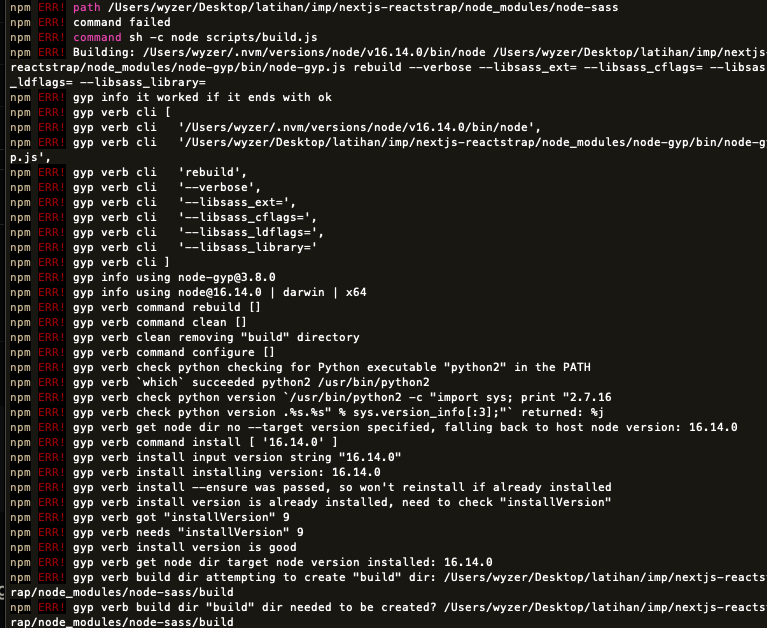 npm ERR! path /Users/wyzer/Desktop/latihan/imp/nextjs-reactstrap/node_modules/node-sass
npm ERR! command failed
npm ERR! command sh -c node scripts/build.js
npm ERR! Building: /Users/wyzer/.nvm/versions/node/v16.14.0/bin/node /Users/wyzer/Desktop/latihan/imp/nextjs-
reactstrap/node_modules/node-gyp/bin/node-gyp.js rebuild --verbose --libsass_ext= --libsass_cflags= --libsas
_ldflags= --libsass_library=
npm ERR! gyp info it worked if it ends with ok
npm ERR! gyp verb cli [
npm ERR! gyp verb cli   '/Users/wyzer/.nvm/versions/node/v16.14.0/bin/node',
npm ERR! gyp verb cli   '/Users/wyzer/Desktop/latihan/imp/nextjs-reactstrap/node_modules/node-gyp/bin/node-g
p.js',
npm ERR! gyp verb cli   'rebuild',
npm ERR! gyp verb cli   '--verbose',
npm ERR! gyp verb cli   '--libsass_ext=',
npm ERR! gyp verb cli   '--libsass_cflags=',
npm ERR! gyp verb cli   '--libsass_ldflags=',
npm ERR! gyp verb cli   '--libsass_library='
npm ERR! gyp verb cli ]
npm ERR! gyp info using node-gyp@3.8.0
npm ERR! gyp info using node@16.14.0 | darwin | x64
npm ERR! gyp verb command rebuild []
npm ERR! gyp verb command clean []
npm ERR! gyp verb clean removing "build" directory
npm ERR! gyp verb command configure []
npm ERR! gyp verb check python checking for Python executable "python2" in the PATH
npm ERR! gyp verb `which` succeeded python2 /usr/bin/python2
npm ERR! gyp verb check python version `/usr/bin/python2 -c "import sys; print "2.7.16
npm ERR! gyp verb check python version .%s.%s" % sys.version_info[:3];"` returned: %j
npm ERR! gyp verb get node dir no --target version specified, falling back to host node version: 16.14.0
npm ERR! gyp verb command install [ '16.14.0' ]
npm ERR! gyp verb install input version string "16.14.0"
npm ERR! gyp verb install installing version: 16.14.0
npm ERR! gyp verb install --ensure was passed, so won't reinstall if already installed
npm ERR! gyp verb install version is already installed, need to check "installVersion"
npm ERR! gyp verb got "installVersion" 9
npm ERR! gyp verb needs "installVersion" 9
npm ERR! gyp verb install version is good
npm ERR! gyp verb get node dir target node version installed: 16.14.0
npm ERR! gyp verb build dir attempting to create "build" dir: /Users/wyzer/Desktop/latihan/imp/nextjs-reacts
rap/node_modules/node-sass/build
npm ERR! gyp verb build dir "build" dir needed to be created? /Users/wyzer/Desktop/latihan/imp/nextjs-reacts
rap/node_modules/node-sass/build